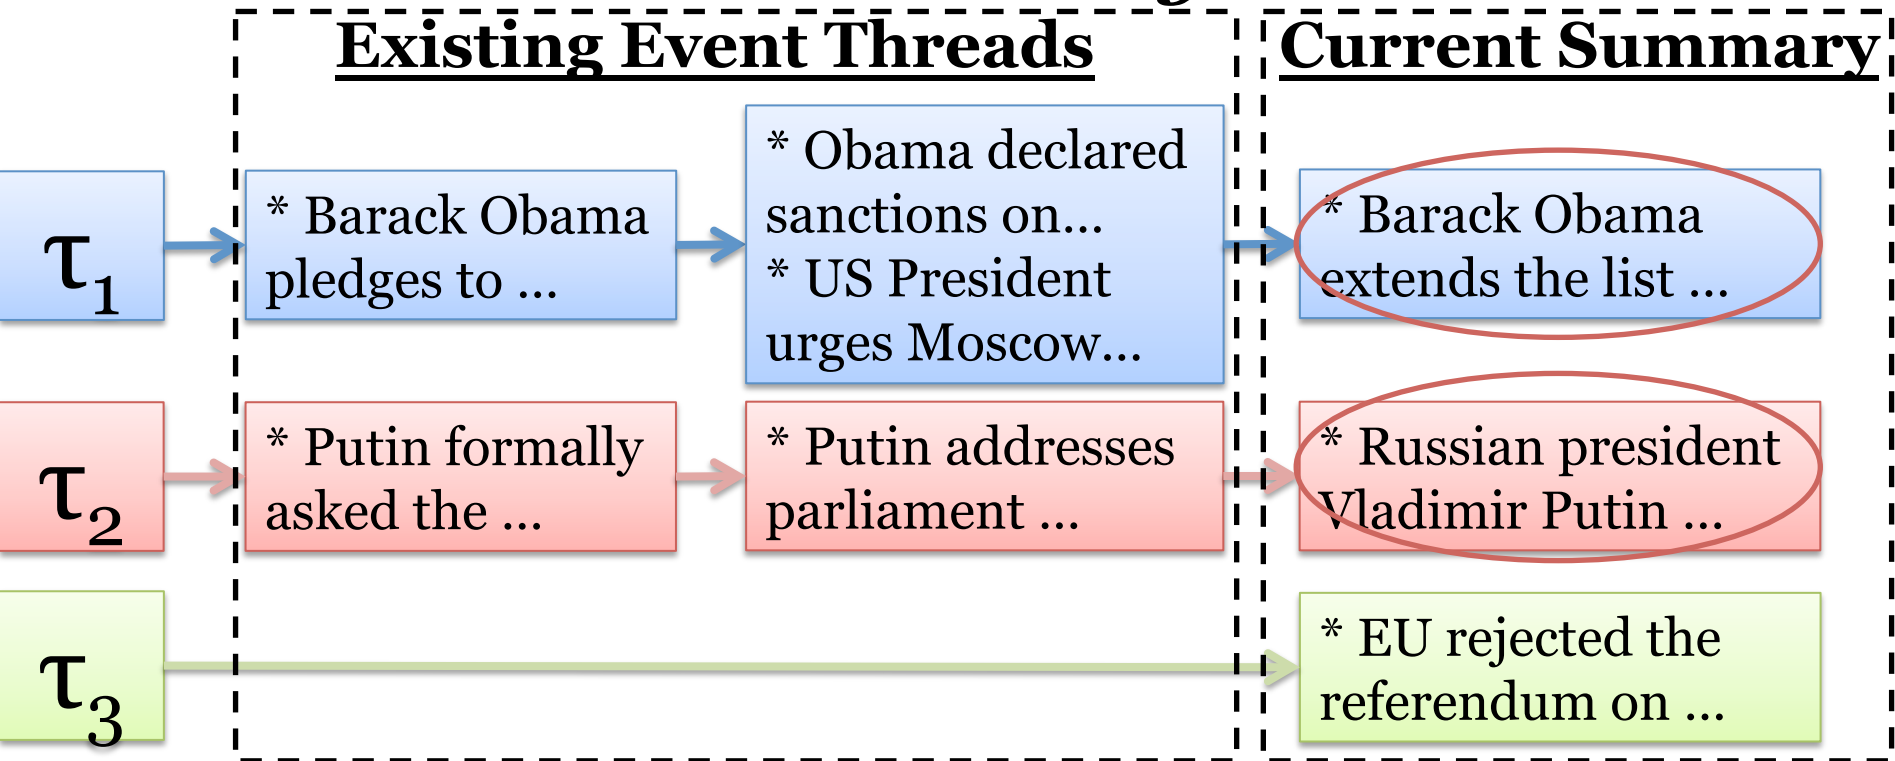 Existing Event Threads
Current Summary
τ1
* Barack Obama
pledges to ...
* Obama declared
sanctions on...
* US President
urges Moscow...
* Barack Obama
extends the list ...
τ2
* Putin formally
asked the ...
* Putin addresses
parliament ...
* Russian president
Vladimir Putin ...
τ3
* EU rejected the
referendum on ...